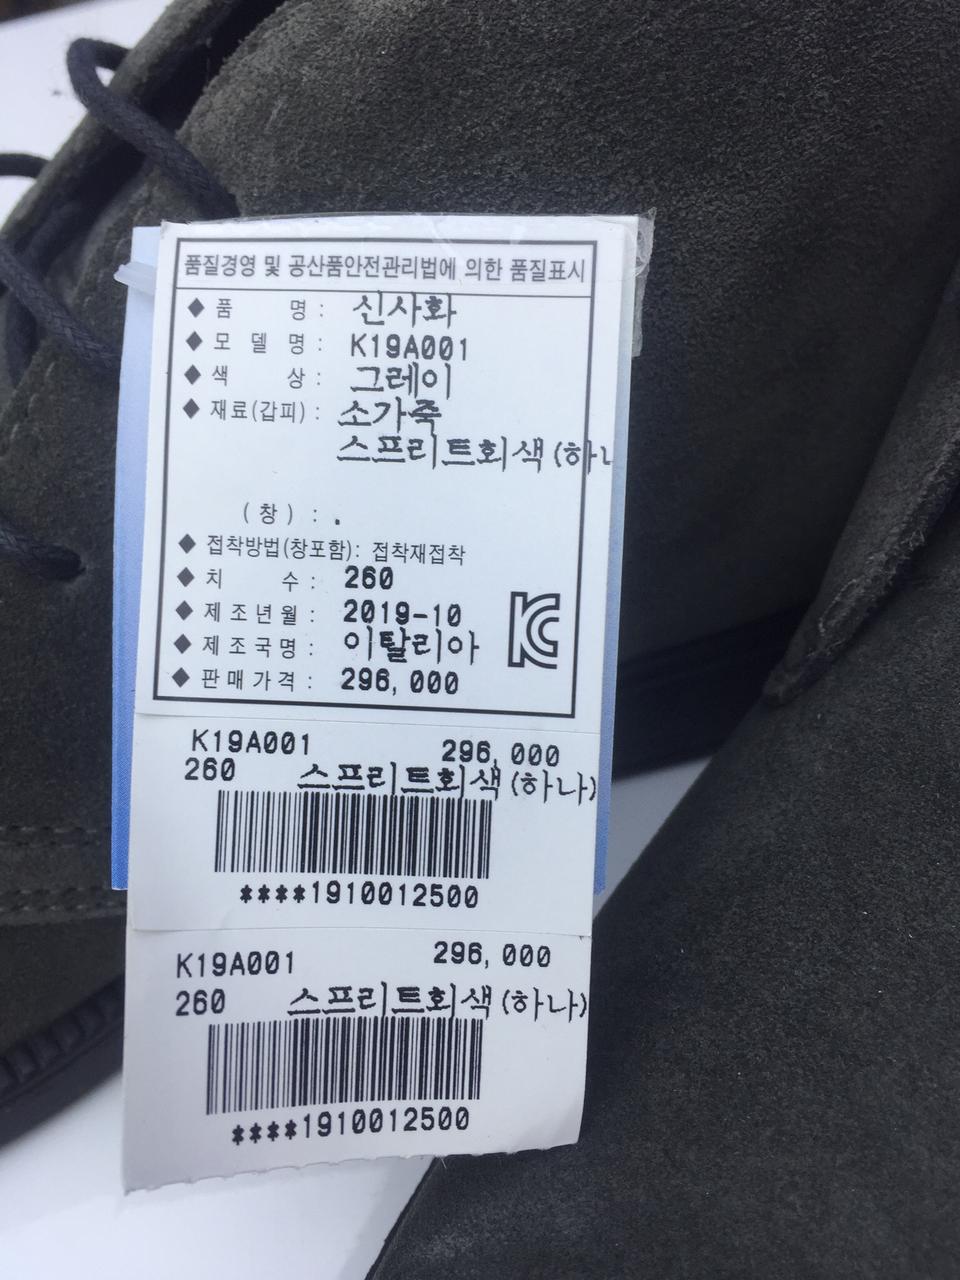 품질경영 및 공산품안전관리법에 의한 품질표시
◆ 품 명 : 신사화
◆ 모 델 명 : K19A001
◆ 색 상 : 그레이
◆ 재료(갑피) : 소가죽
스프리트회색(하나
(창) : .
◆ 접착방법(창포함): 접착재접착
◆ 치 수 : 260
◆ 제조년월 : 2019-10
◆ 제조국명 : 이탈리아
◆ 판매가격 : 296,000
K19A001 296,000
260 스프리트회색(하나)
****1910012500
K19A001 296,000
260 스프리트회색(하나)
****1910012500